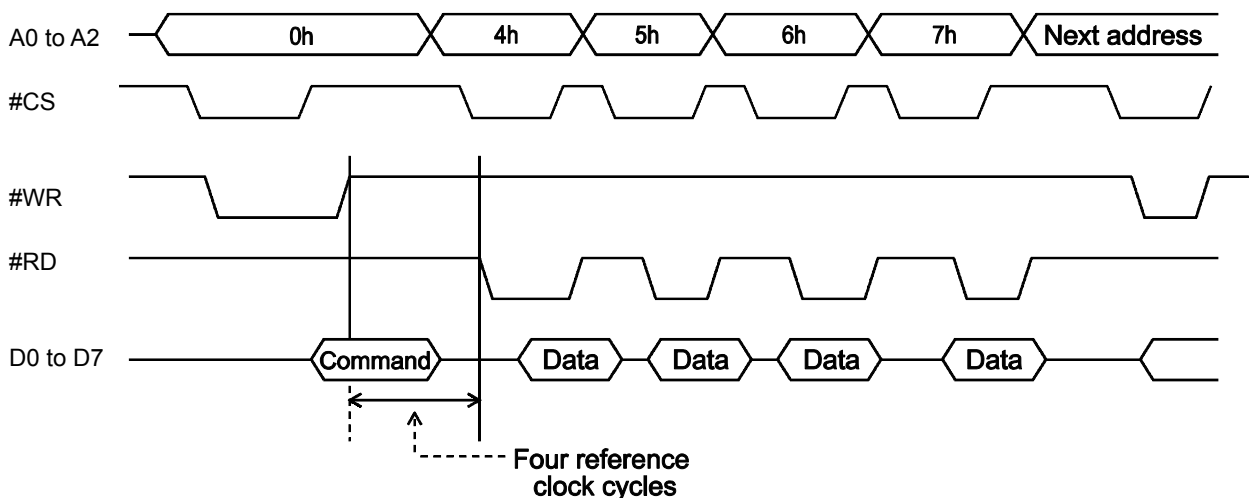 A0 to A2
0h
4h
5h
6h
7h
Next address
#CS
#WR
#RD
D0 to D7
Command
Data
Data
Data
Data
Four reference
clock cycles